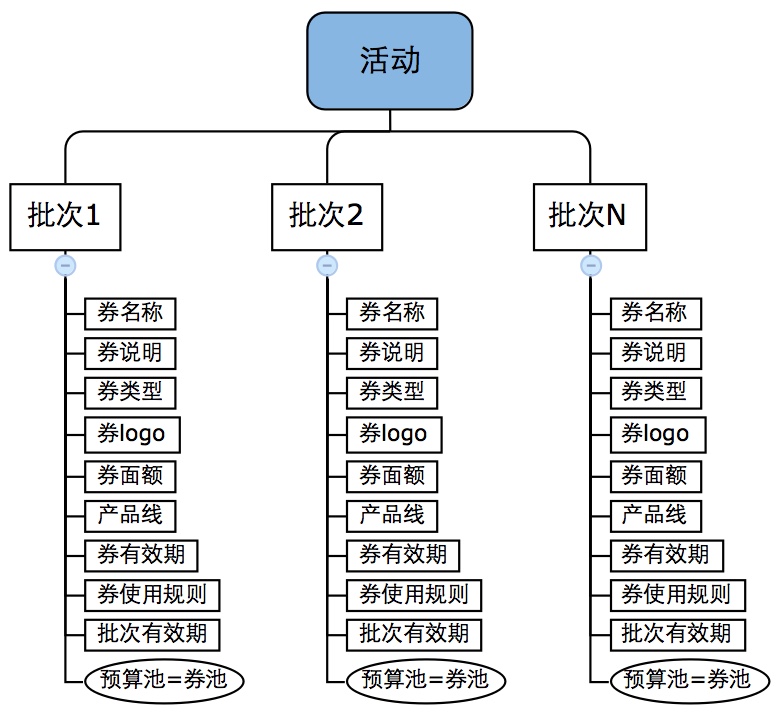 活动
批次1
券名称
券说明
券类型
券logo
券面额
产品线
券有效期
券使用规则
批次有效期
预算池=券池
批次2
券名称
券说明
券类型
券logo
券面额
产品线
券有效期
券使用规则
批次有效期
预算池=券池
批次N
券名称
券说明
券类型
券logo
券面额
产品线
券有效期
券使用规则
批次有效期
预算池=券池